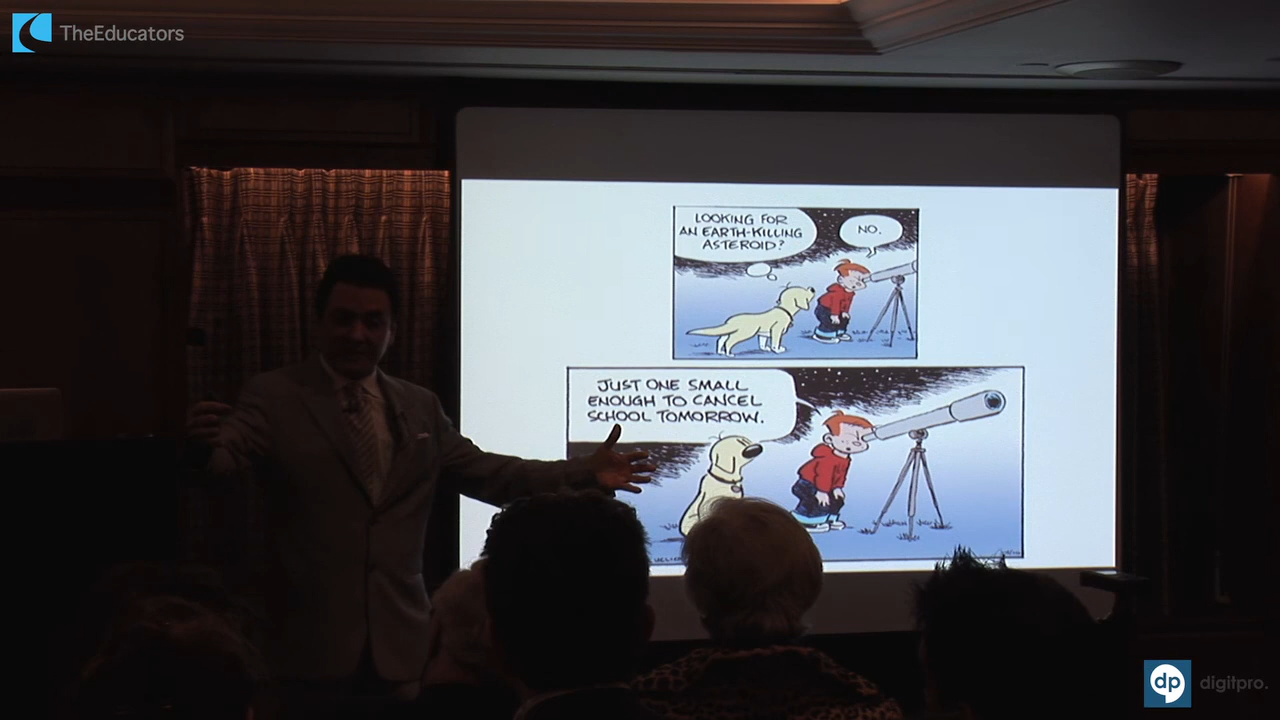 TheEducators
LOOKING FOR
AN EARTH-KILLING
ASTEROID?
NO.
JUST ONE SMALL
ENOUGH TO CANCEL
SCHOOL TOMORROW.
dp digitpro.